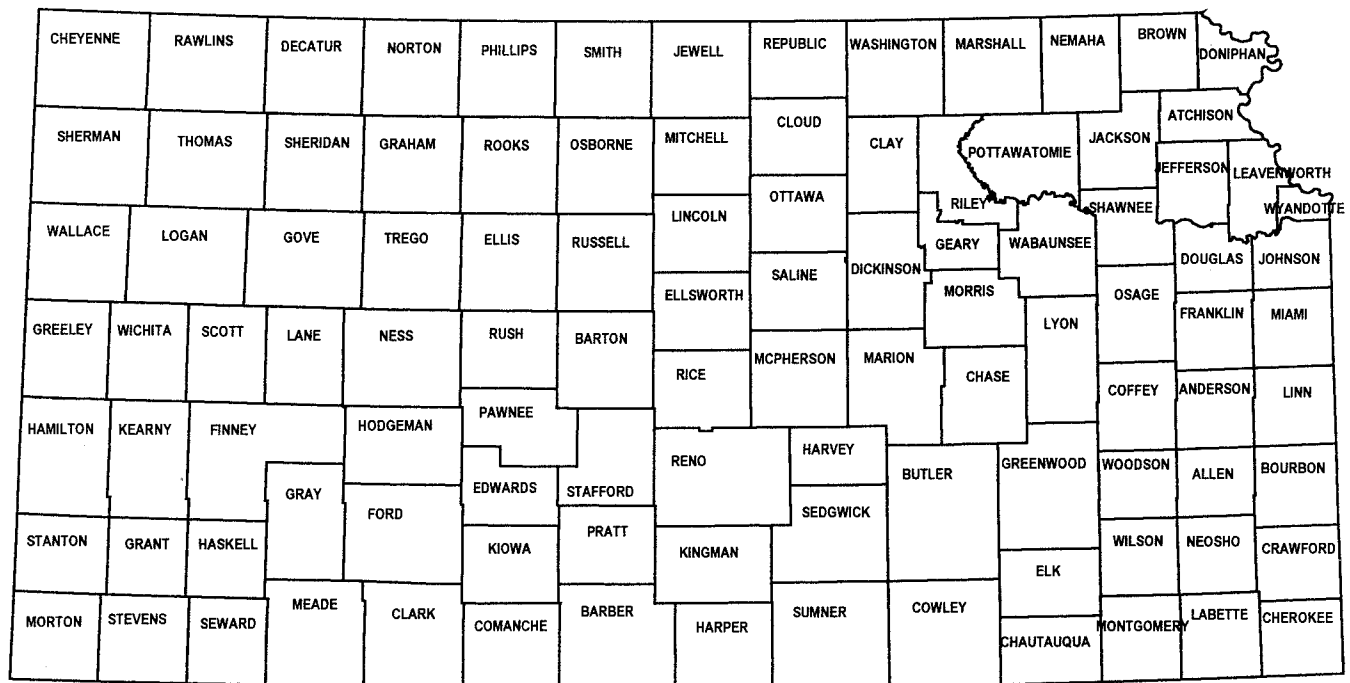 CHEYENNE
RAWLINS
DECATUR
NORTON
PHILLIPS
SMITH
JEWELL
REPUBLIC
WASHINGTON
MARSHALL
NEMAHA
BROWN
DONIPHAN
SHERMAN
THOMAS
SHERIDAN
GRAHAM
ROOKS
OSBORNE
MITCHELL
CLOUD
CLAY
POTTAWATOMIE
JACKSON
ATCHISON
JEFFERSON
LEAVENWORTH
WALLACE
LOGAN
GOVE
TREGO
ELLIS
RUSSELL
LINCOLN
OTTAWA
RILEY
SHAWNEE
WYANDOTTE
GEARY
WABAUNSEE
DOUGLAS
JOHNSON
ELLSWORTH
SALINE
DICKINSON
MORRIS
OSAGE
GREELEY
WICHITA
SCOTT
LANE
NESS
RUSH
BARTON
LYON
FRANKLIN
MIAMI
RICE
MCPHERSON
MARION
CHASE
COFFEY
ANDERSON
LINN
HAMILTON
KEARNY
FINNEY
HODGEMAN
PAWNEE
RENO
HARVEY
BUTLER
GREENWOOD
WOODSON
ALLEN
BOURBON
GRAY
FORD
EDWARDS
STAFFORD
SEDGWICK
STANTON
GRANT
HASKELL
KIOWA
PRATT
KINGMAN
WILSON
NEOSHO
CRAWFORD
ELK
MORTON
STEVENS
SEWARD
MEADE
CLARK
COMANCHE
BARBER
HARPER
SUMNER
COWLEY
CHAUTAUQUA
MONTGOMERY
LABETTE
CHEROKEE